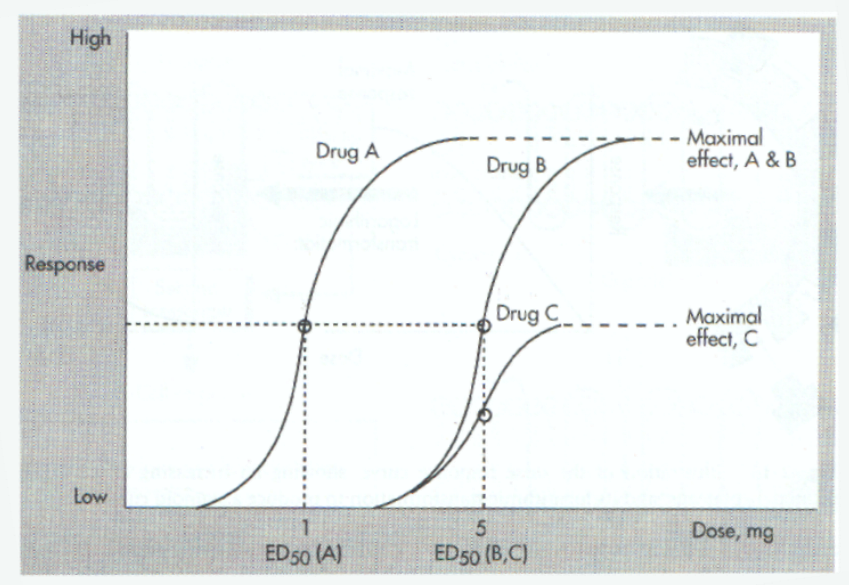 High
Drug A
Drug B
Maximal
effect, A & B
Response
Drug C
Maximal
effect, C
Low
1
5
Dose, mg
ED50 (A)
ED50 (B,C)